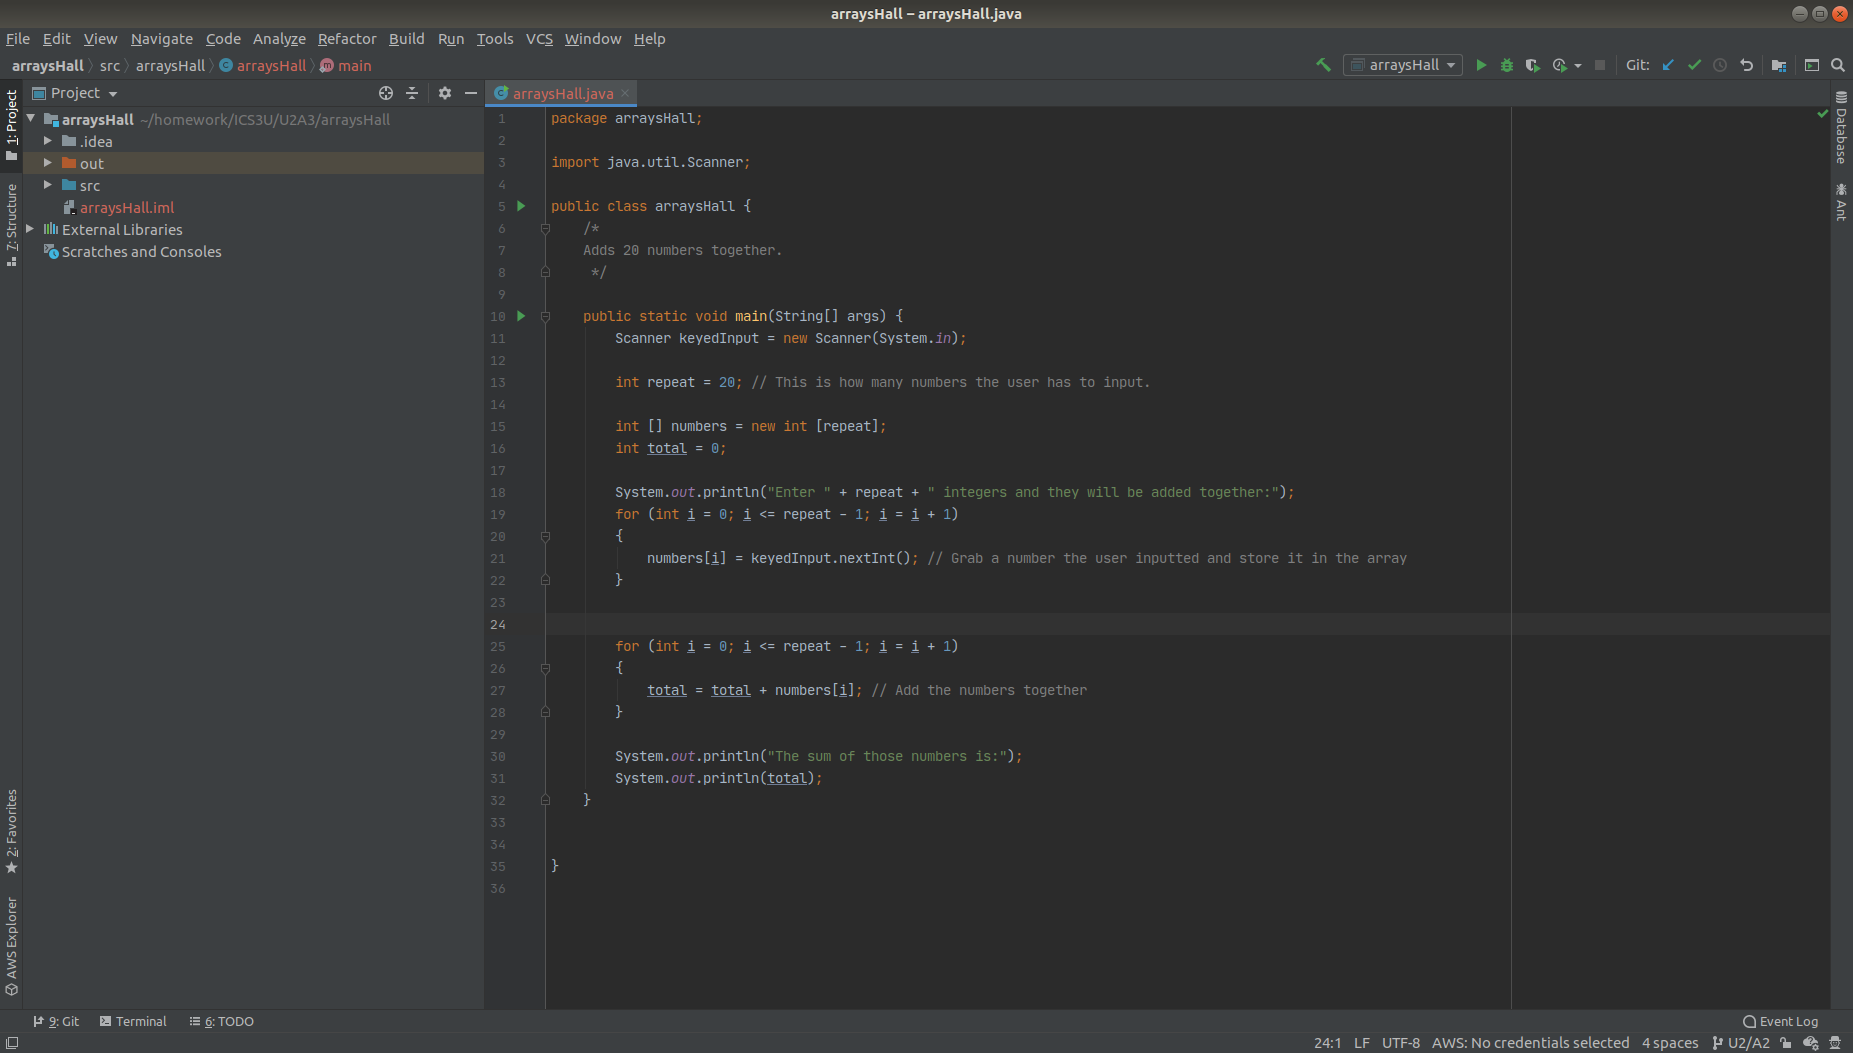 arraysHall – arraysHall.java
File Edit View Navigate Code Analyze Refactor Build Run Tools VCS Window Help
arraysHall src arraysHall arraysHall main
arraysHall Git:
1: Project
7: Structure
2: Favorites
AWS Explorer
Project
arraysHall ~/homework/ICS3U/U2A3/arraysHall
.idea
out
src
arraysHall.iml
External Libraries
Scratches and Consoles
arraysHall.java
1 package arraysHall;
2
3 import java.util.Scanner;
4
5 public class arraysHall {
6 /*
7 Adds 20 numbers together.
8 */
9
10 public static void main(String[] args) {
11 Scanner keyedInput = new Scanner(System.in);
12
13 int repeat = 20; // This is how many numbers the user has to input.
14
15 int [] numbers = new int [repeat];
16 int total = 0;
17
18 System.out.println("Enter " + repeat + " integers and they will be added together:");
19 for (int i = 0; i <= repeat - 1; i = i + 1)
20 {
21 numbers[i] = keyedInput.nextInt(); // Grab a number the user inputted and store it in the array
22 }
23
24
25 for (int i = 0; i <= repeat - 1; i = i + 1)
26 {
27 total = total + numbers[i]; // Add the numbers together
28 }
29
30 System.out.println("The sum of those numbers is:");
31 System.out.println(total);
32 }
33
34
35 }
36
Database
Ant
9: Git Terminal 6: TODO Event Log
24:1 LF UTF-8 AWS: No credentials selected 4 spaces U2/A2